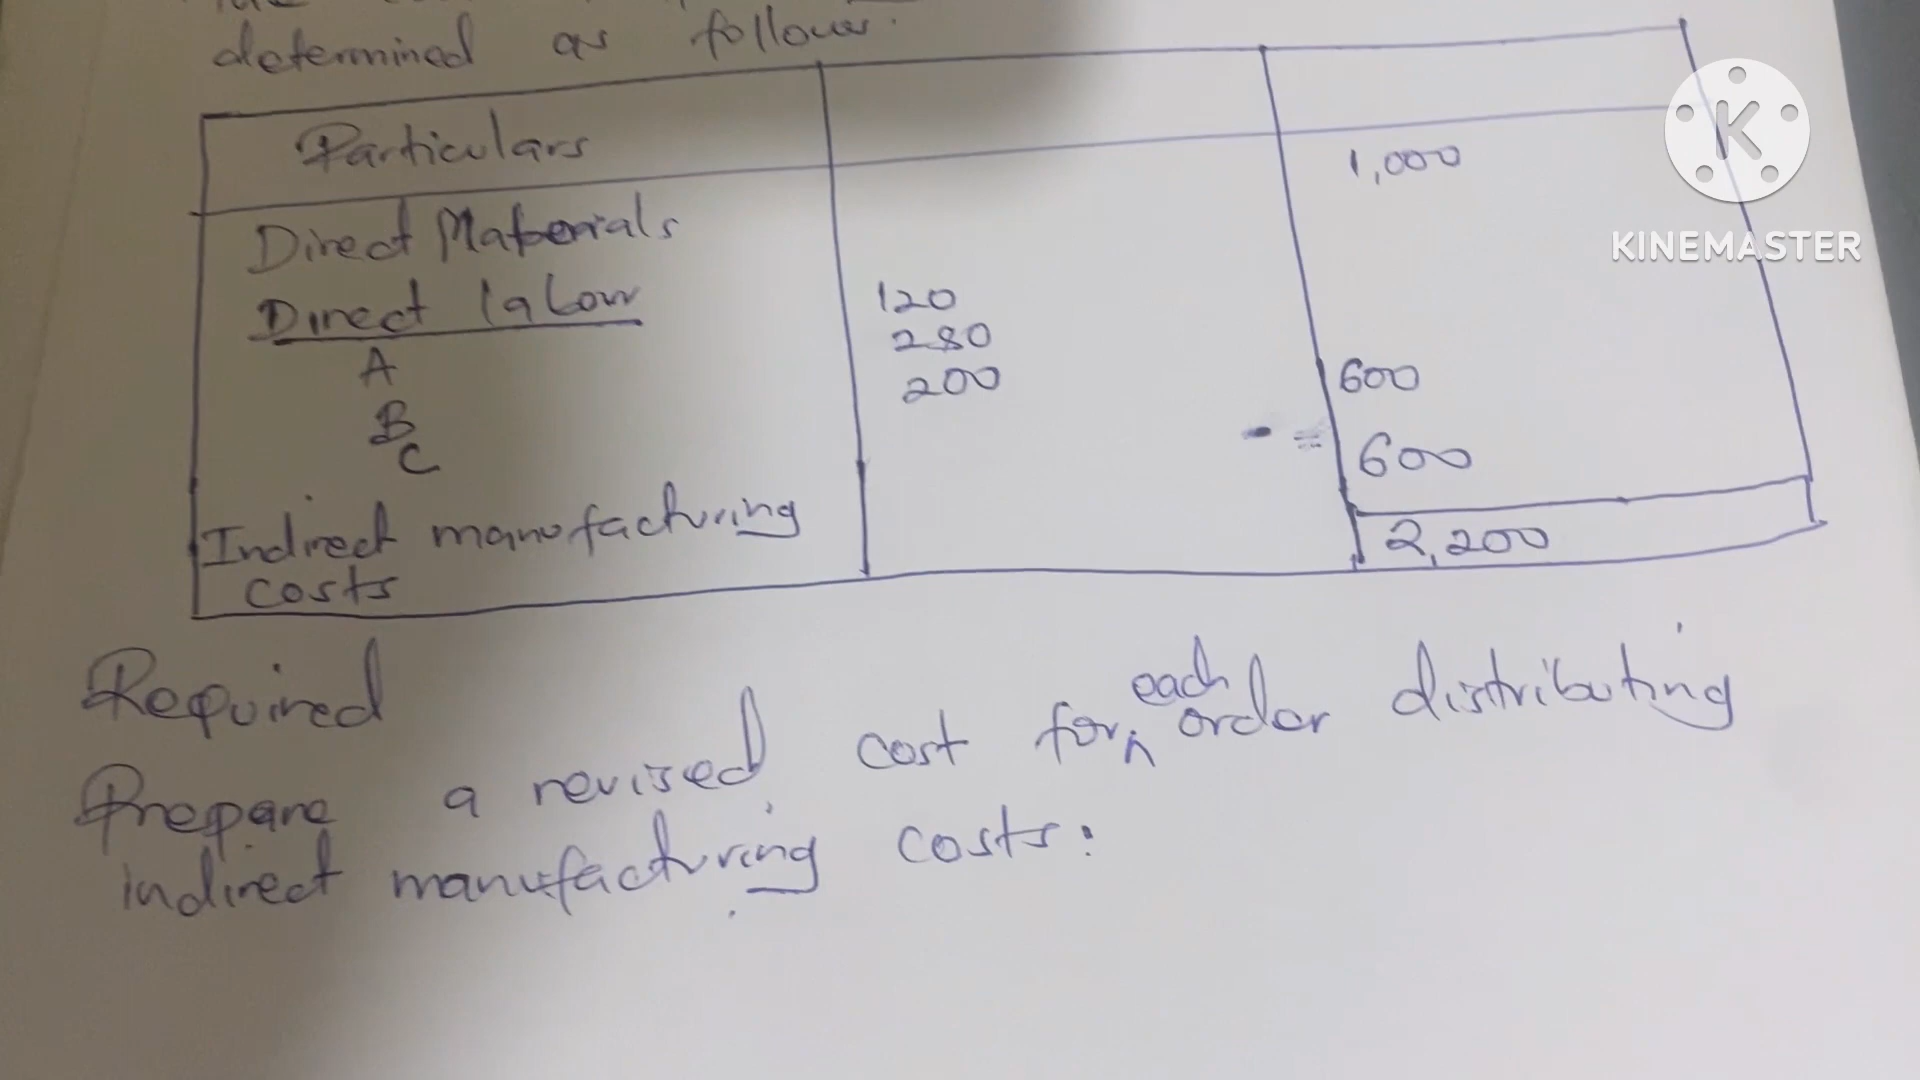 determined as follows.
Particulars
1,000
Direct Materials
Direct labour
120
280
A
200
600
B
C
600
Indirect manufacturing
costs
2,200
Required
Prepare a revised cost for each order distributing
indirect manufacturing costs:
K
KINEMASTER